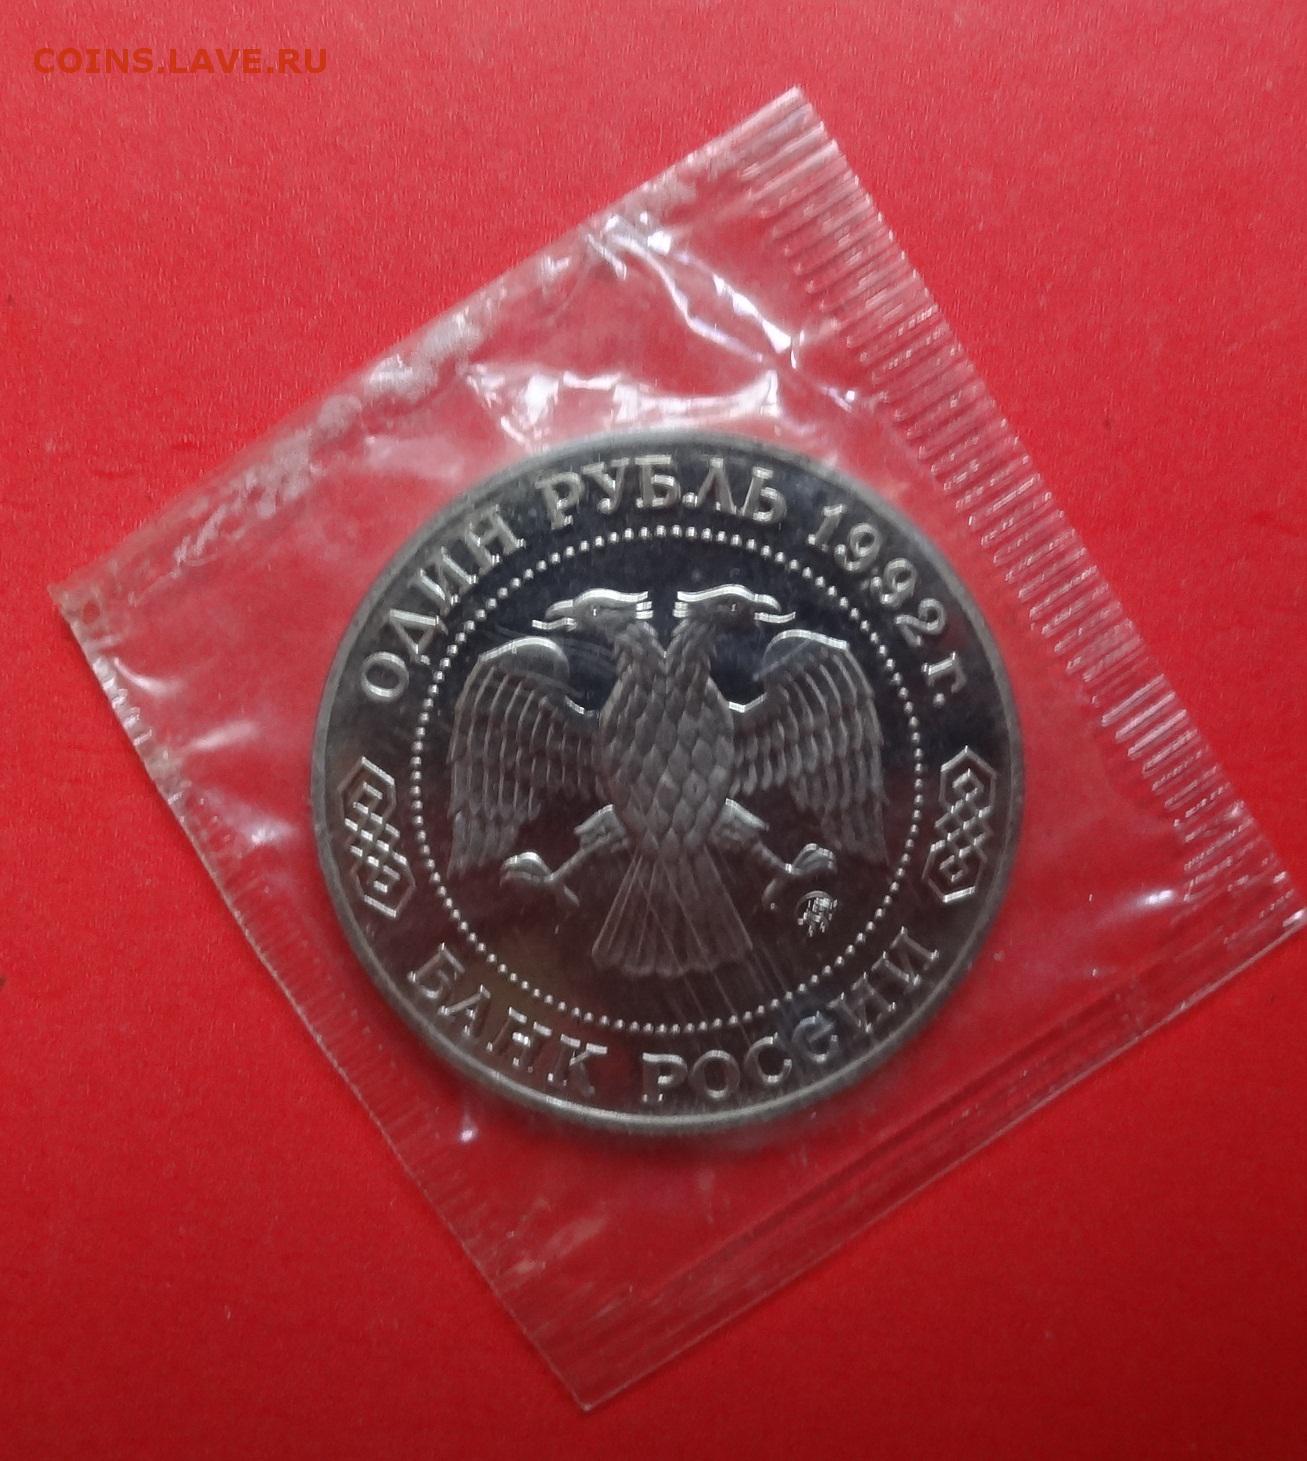 COINS.LAVE.RU
ОДИН РУБЛЬ 1992 г.
БАНК РОССИИ